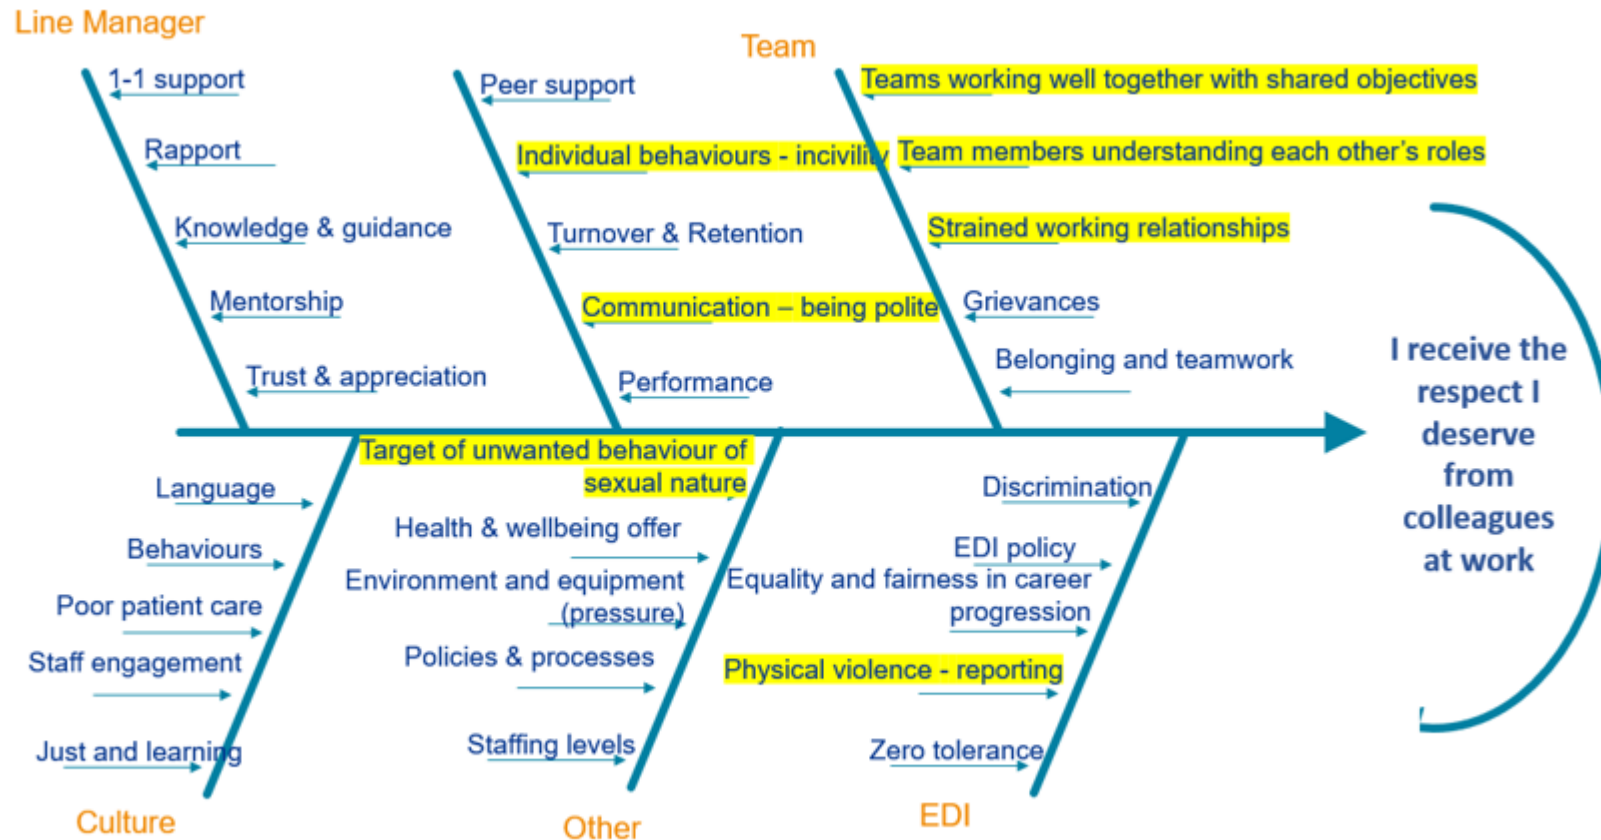 Line Manager
1-1 support
Rapport
Knowledge & guidance
Mentorship
Trust & appreciation
Peer support
Individual behaviours - incivility
Turnover & Retention
Communication – being polite
Performance
Team
Teams working well together with shared objectives
Team members understanding each other's roles
Strained working relationships
Grievances
Belonging and teamwork
Language
Behaviours
Poor patient care
Staff engagement
Just and learning
Culture
Target of unwanted behaviour of
sexual nature
Health & wellbeing offer
Environment and equipment
(pressure)
Policies & processes
Staffing levels
Other
Discrimination
EDI policy
Equality and fairness in career
progression
Physical violence - reporting
Zero tolerance
EDI
I receive the
respect I
deserve
from
colleagues
at work